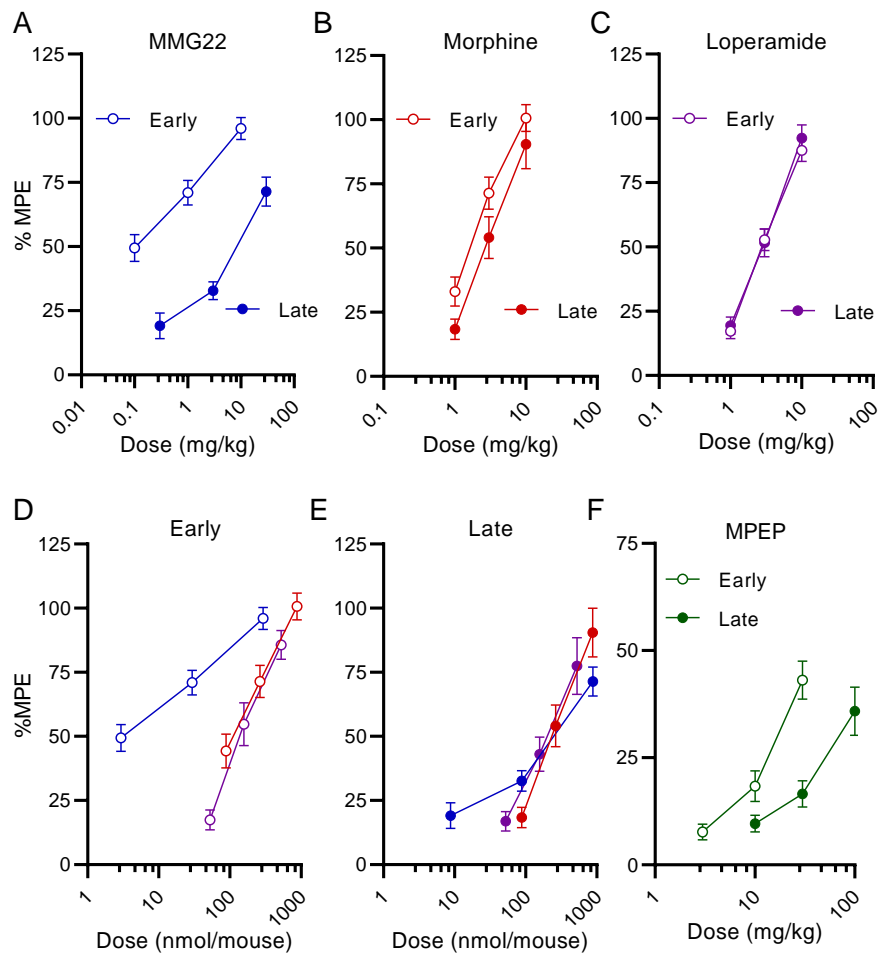 A
MMG22
125
100
75
50
25
0
% MPE
Early
Late
0.01
0.1
1
10
100
Dose (mg/kg)
B
Morphine
125
100
75
50
25
0
Early
Late
0.1
1
10
100
Dose (mg/kg)
C
Loperamide
125
100
75
50
25
0
Early
Late
0.1
1
10
100
Dose (mg/kg)
D
Early
125
100
75
50
25
0
%MPE
1
10
100
1000
Dose (nmol/mouse)
E
Late
125
100
75
50
25
0
1
10
100
1000
Dose (nmol/mouse)
F
MPEP
75
50
25
0
Early
Late
1
10
100
Dose (mg/kg)